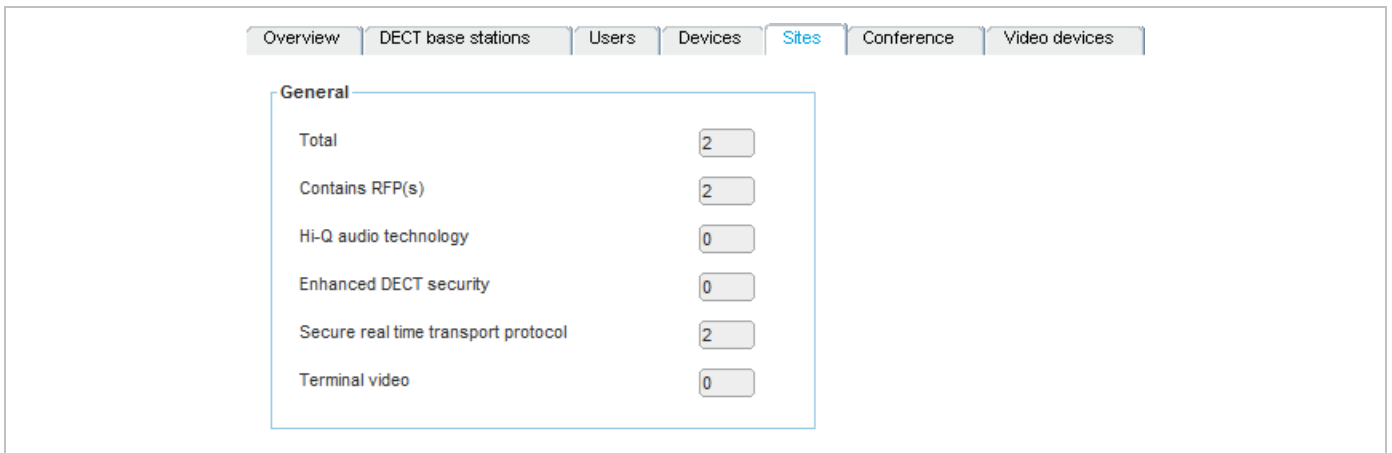 Overview DECT base stations Users Devices Sites Conference Video devices
General
Total 2
Contains RFP(s) 2
Hi-Q audio technology 0
Enhanced DECT security 0
Secure real time transport protocol 2
Terminal video 0